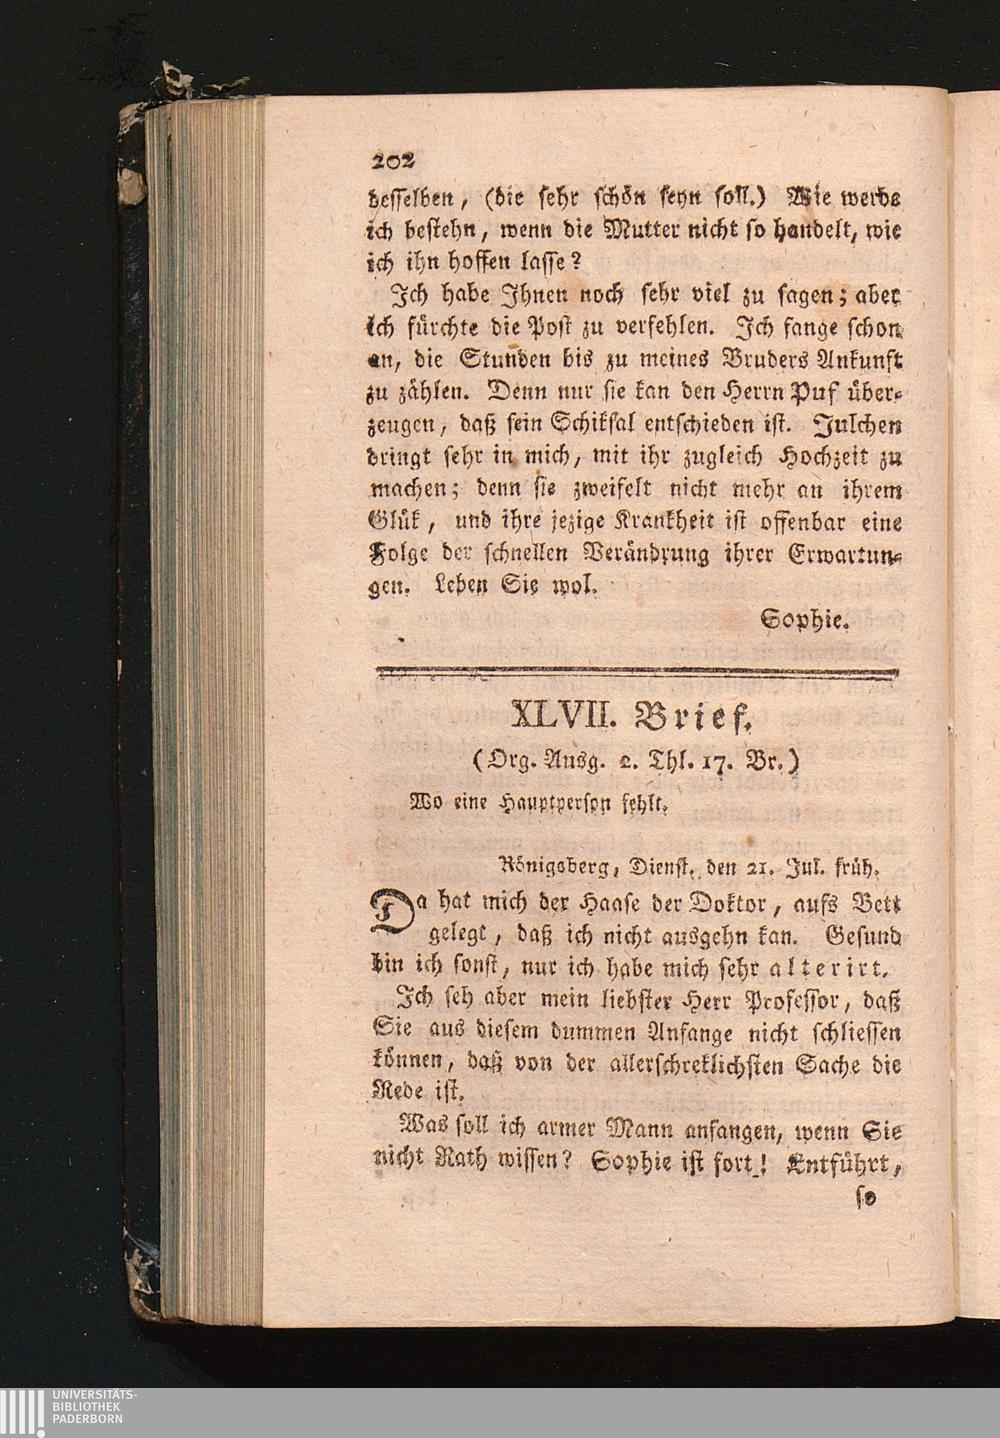 202
desselben, (die sehr schön seyn soll.) Wie werde
ich bestehn, wenn die Mutter nicht so handelt, wie
ich ihn hoffen lasse?
Ich habe Ihnen noch sehr viel zu sagen; aber
ich fürchte die Post zu verfehlen. Ich fange schon
an, die Stunden bis zu meines Bruders Ankunft
zu zählen. Denn nur sie kan den Herrn Puf über-
zeugen, daß sein Schiksal entschieden ist. Julchen
dringt sehr in mich, mit ihr zugleich Hochzeit zu
machen; denn sie zweifelt nicht mehr an ihrem
Glük, und ihre jezige Krankheit ist offenbar eine
Folge der schnellen Verändrung ihrer Erwartun-
gen. Leben Sie wol.
Sophie.
XLVII. Brief.
(Org. Ausg. 2. Thl. 17. Br.)
Wo eine Hauptperson fehlt.
Königsberg, Dienst. den 21. Jul. früh.
Da hat mich der Haase der Doktor, aufs Bett
gelegt, daß ich nicht ausgehn kan. Gesund
bin ich sonst, nur ich habe mich sehr alterirt.
Ich seh aber mein liebster Herr Professor, daß
Sie aus diesem dummen Anfange nicht schliessen
können, daß von der allerschreklichsten Sache die
Rede ist.
Was soll ich armer Mann anfangen, wenn Sie
nicht Rath wissen? Sophie ist fort! Entführt,
so
UNIVERSITÄTS-
BIBLIOTHEK
PADERBORN